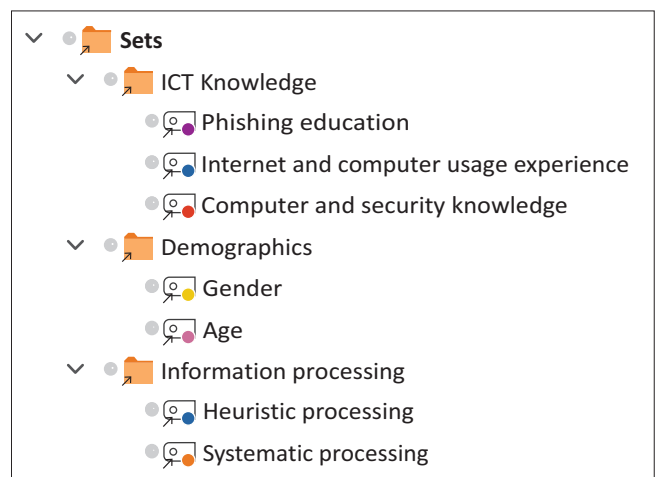 Sets
ICT Knowledge
Phishing education
Internet and computer usage experience
Computer and security knowledge
Demographics
Gender
Age
Information processing
Heuristic processing
Systematic processing